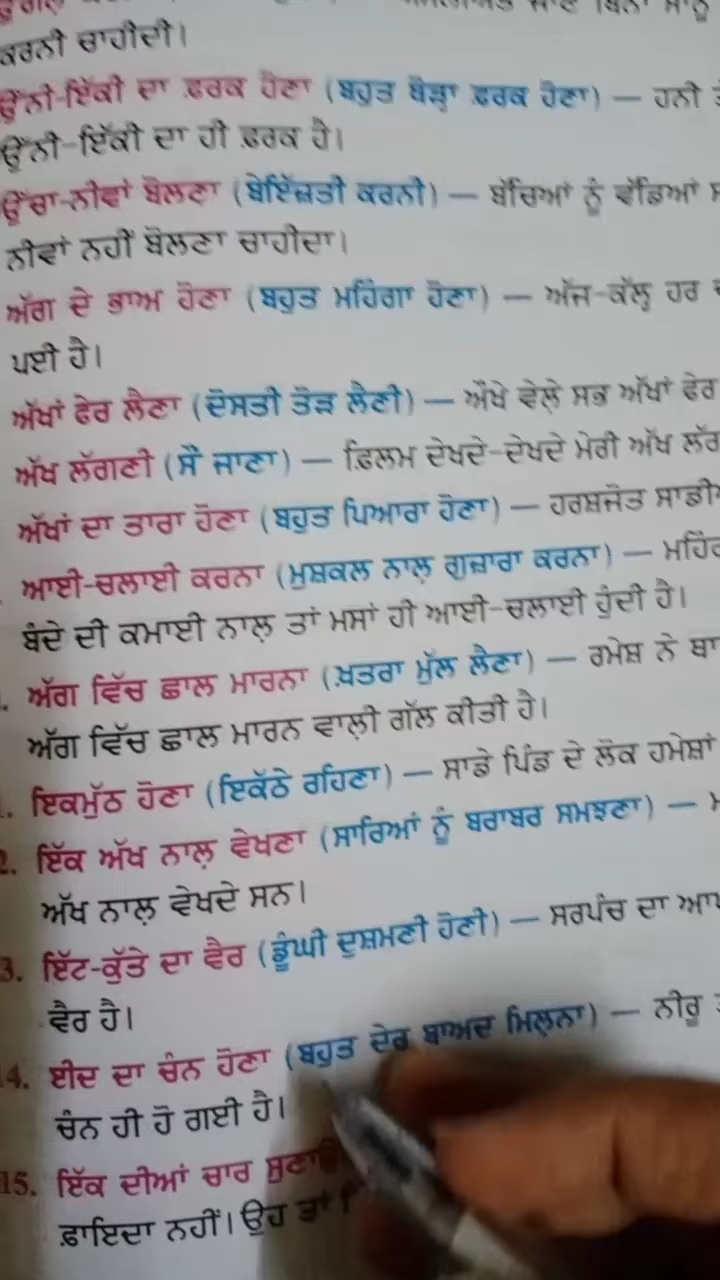 ਕਰਨੀ ਚਾਹੀਦੀ।
ਉੱਨੀ-ਇੱਕੀ ਦਾ ਫ਼ਰਕ ਹੋਣਾ (ਬਹੁਤ ਥੋੜ੍ਹਾ ਫ਼ਰਕ ਹੋਣਾ) — ਹਨੀ
ਉੱਨੀ-ਇੱਕੀ ਦਾ ਹੀ ਫ਼ਰਕ ਹੈ।
ਉੱਚਾ-ਨੀਵਾਂ ਬੋਲਣਾ (ਬੇਇੱਜ਼ਤੀ ਕਰਨੀ) — ਬੱਚਿਆਂ ਨੂੰ ਵੱਡਿਆਂ
ਨੀਵਾਂ ਨਹੀਂ ਬੋਲਣਾ ਚਾਹੀਦਾ।
ਅੱਗ ਦੇ ਭਾਅ ਹੋਣਾ (ਬਹੁਤ ਮਹਿੰਗਾ ਹੋਣਾ) — ਅੱਜ-ਕੱਲ੍ਹ ਹਰ
ਪਈ ਹੈ।
ਅੱਖਾਂ ਫੇਰ ਲੈਣਾ (ਦੋਸਤੀ ਤੋੜ ਲੈਣੀ) — ਔਖੇ ਵੇਲ਼ੇ ਸਭ ਅੱਖਾਂ ਫੇਰ
ਅੱਖ ਲੱਗਣੀ (ਸੌਂ ਜਾਣਾ) — ਫ਼ਿਲਮ ਦੇਖਦੇ-ਦੇਖਦੇ ਮੇਰੀ ਅੱਖ ਲੱਗ
ਅੱਖਾਂ ਦਾ ਤਾਰਾ ਹੋਣਾ (ਬਹੁਤ ਪਿਆਰਾ ਹੋਣਾ) — ਹਰਸ਼ਜੋਤ
ਆਈ-ਚਲਾਈ ਕਰਨਾ (ਮੁਸ਼ਕਲ ਨਾਲ਼ ਗੁਜ਼ਾਰਾ ਕਰਨਾ) —
ਬੰਦੇ ਦੀ ਕਮਾਈ ਨਾਲ਼ ਤਾਂ ਮਸਾਂ ਹੀ ਆਈ-ਚਲਾਈ ਹੁੰਦੀ ਹੈ।
ਅੱਗ ਵਿੱਚ ਛਾਲ ਮਾਰਨਾ (ਖ਼ਤਰਾ ਮੁੱਲ ਲੈਣਾ) — ਰਮੇਸ਼ ਨੇ
ਅੱਗ ਵਿੱਚ ਛਾਲ ਮਾਰਨ ਵਾਲ਼ੀ ਗੱਲ ਕੀਤੀ ਹੈ।
ਇਕਮੁੱਠ ਹੋਣਾ (ਇਕੱਠੇ ਰਹਿਣਾ) — ਸਾਡੇ ਪਿੰਡ ਦੇ ਲੋਕ ਹਮੇਸ਼ਾਂ
2. ਇੱਕ ਅੱਖ ਨਾਲ਼ ਵੇਖਣਾ (ਸਾਰਿਆਂ ਨੂੰ ਬਰਾਬਰ ਸਮਝਣਾ) —
ਅੱਖ ਨਾਲ਼ ਵੇਖਦੇ ਸਨ।
3. ਇੱਟ-ਕੁੱਤੇ ਦਾ ਵੈਰ (ਡੂੰਘੀ ਦੁਸ਼ਮਣੀ ਹੋਣੀ) — ਸਰਪੰਚ ਦਾ
ਵੈਰ ਹੈ।
14. ਈਦ ਦਾ ਚੰਨ ਹੋਣਾ (ਬਹੁਤ ਦੇਰ ਬਾਅਦ ਮਿਲ਼ਨਾ) — ਨੀਰੂ
ਚੰਨ ਹੀ ਹੋ ਗਈ ਹੈ।
15. ਇੱਕ ਦੀਆਂ ਚਾਰ
ਫ਼ਾਇਦਾ ਨਹੀਂ। ਉਹ ਤਾਂ